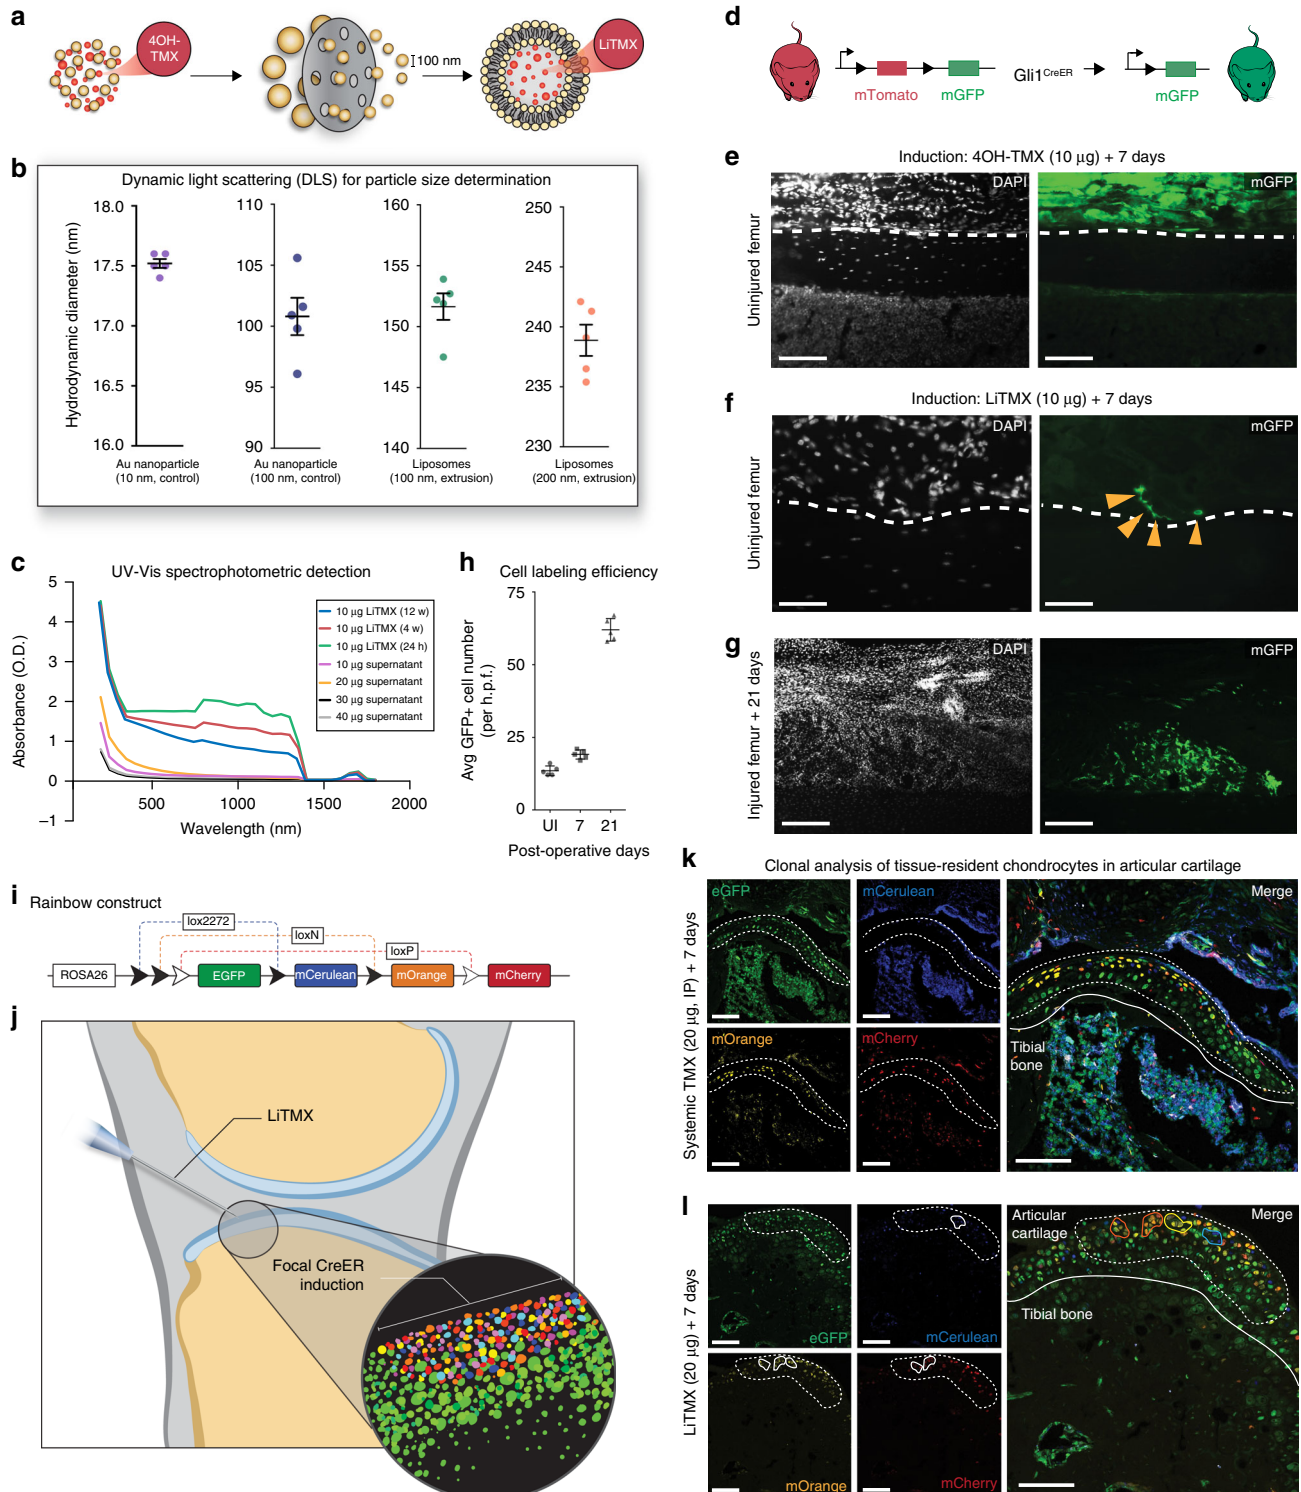 a
4OH-
TMX
100 nm
LiTMX
b
Dynamic light scattering (DLS) for particle size determination
Hydrodynamic diameter (nm)
18.0
17.5
17.0
16.5
16.0
Au nanoparticle
(10 nm, control)
110
105
100
95
90
Au nanoparticle
(100 nm, control)
160
155
150
145
140
Liposomes
(100 nm, extrusion)
250
245
240
235
230
Liposomes
(200 nm, extrusion)
c
UV-Vis spectrophotometric detection
Absorbance (O.D.)
5
4
3
2
1
0
–1
500
1000
1500
2000
Wavelength (nm)
10 µg LiTMX (12 w)
10 µg LiTMX (4 w)
10 µg LiTMX (24 h)
10 µg supernatant
20 µg supernatant
30 µg supernatant
40 µg supernatant
d
mTomato
mGFP
Gli1CreER
mGFP
e
Induction: 4OH-TMX (10 µg) + 7 days
Uninjured femur
DAPI
mGFP
f
Induction: LiTMX (10 µg) + 7 days
Uninjured femur
DAPI
mGFP
g
Injured femur + 21 days
DAPI
mGFP
h
Cell labeling efficiency
Avg GFP+ cell number
(per h.p.f.)
75
50
25
0
UI
7
21
Post-operative days
i
Rainbow construct
lox2272
loxN
loxP
ROSA26
EGFP
mCerulean
mOrange
mCherry
j
LiTMX
Focal CreER
induction
k
Clonal analysis of tissue-resident chondrocytes in articular cartilage
Systemic TMX (20 µg, IP) + 7 days
eGFP
mCerulean
mOrange
mCherry
Merge
Tibial
bone
l
LiTMX (20 µg) + 7 days
eGFP
mCerulean
mOrange
mCherry
Articular
cartilage
Merge
Tibial bone